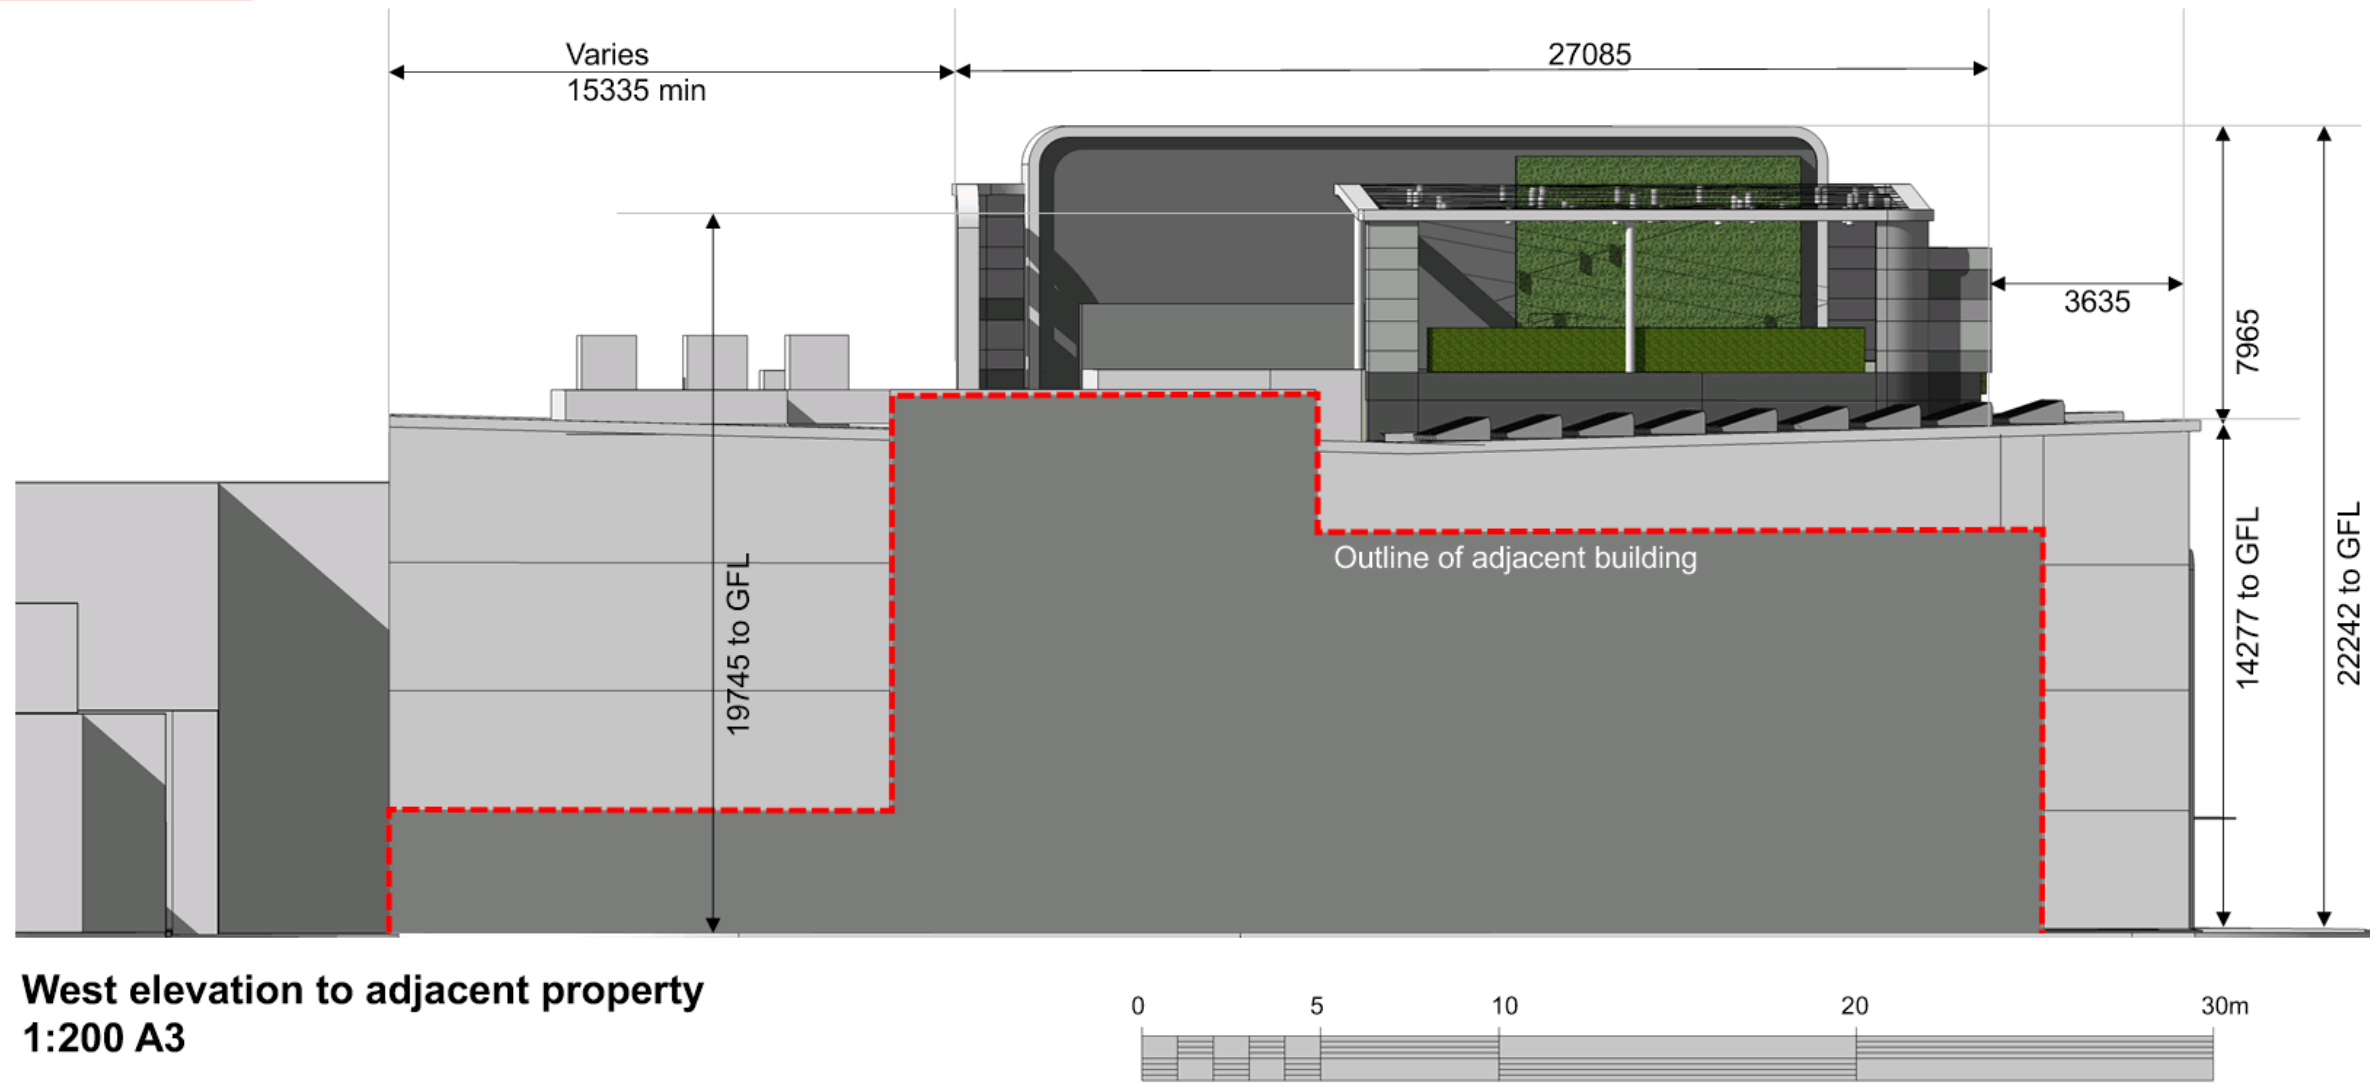 Varies
15335 min
27085
3635
7965
19745 to GFL
14277 to GFL
22242 to GFL
Outline of adjacent building
West elevation to adjacent property
1:200 A3
0 5 10 20 30m